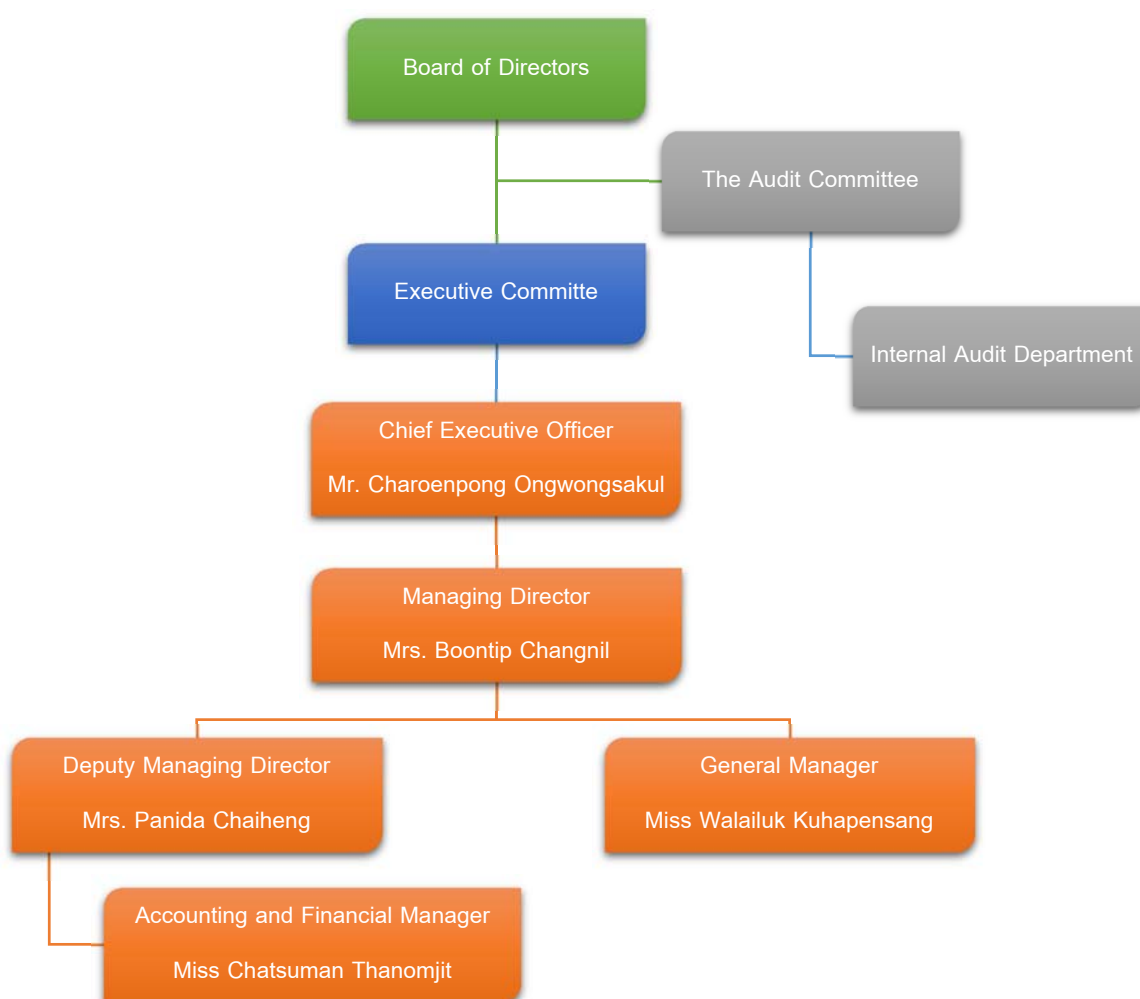 Board of Directors
The Audit Committee
Executive Committe
Internal Audit Department
Chief Executive Officer
Mr. Charoenpong Ongwongsakul
Managing Director
Mrs. Boontip Changnil
Deputy Managing Director
Mrs. Panida Chaiheng
General Manager
Miss Walailuk Kuhapensang
Accounting and Financial Manager
Miss Chatsuman Thanomjit